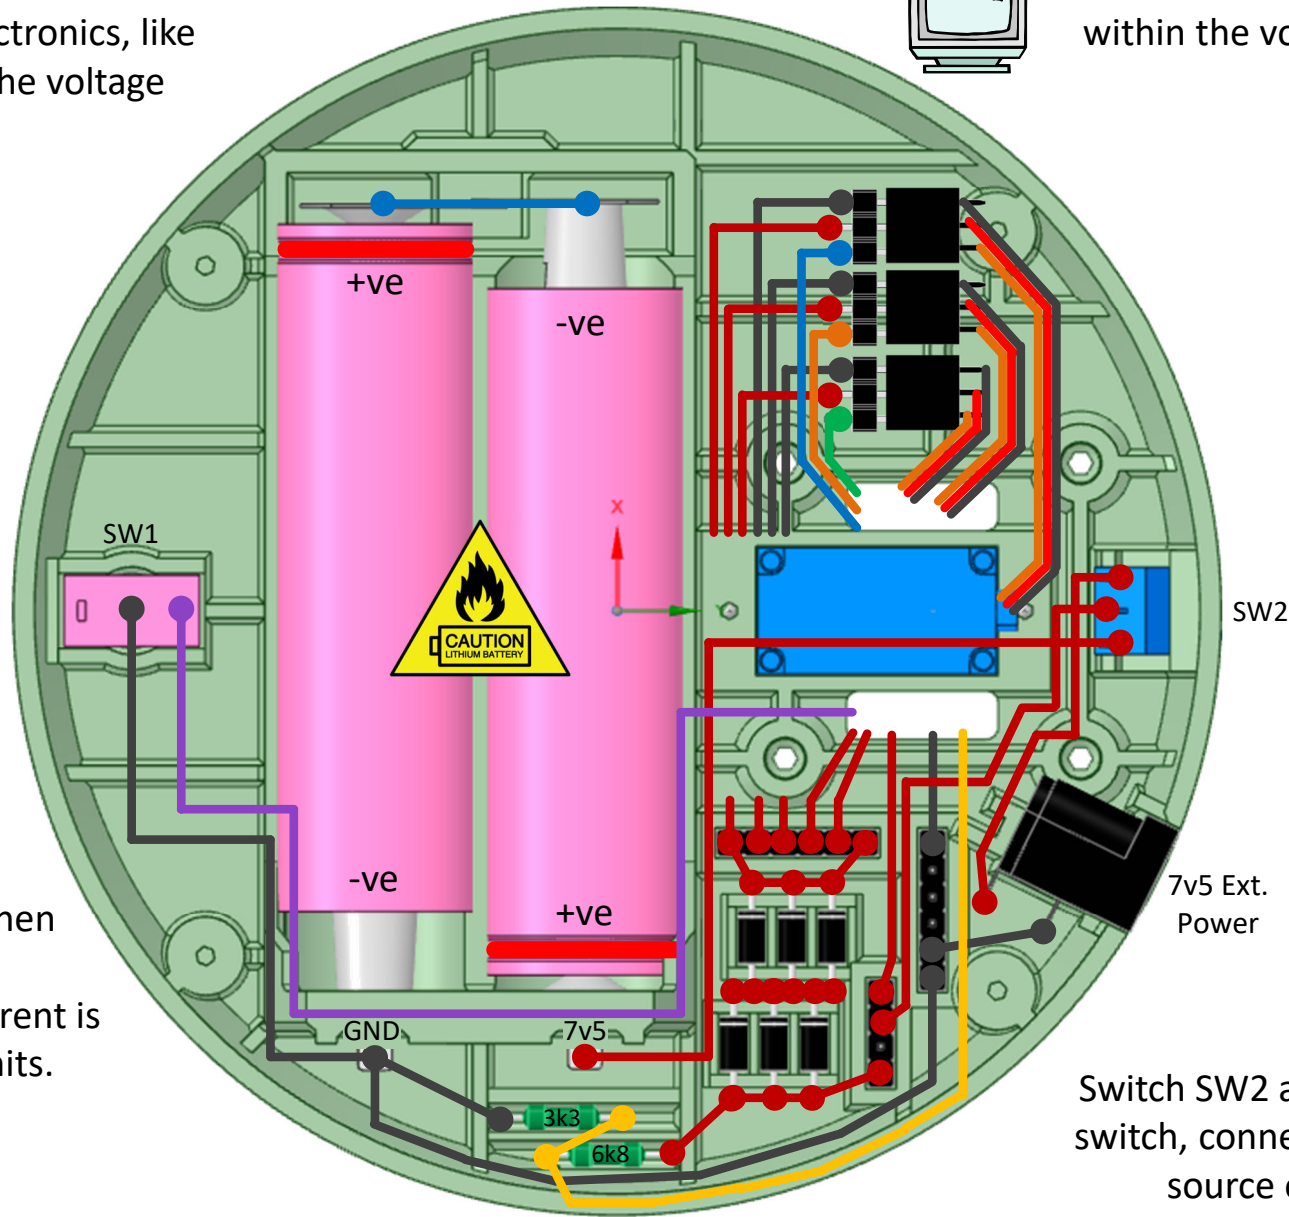 ctronics, like
he voltage
within the vo
+ve
-ve
X
SW1
CAUTION
LITHIUM BATTERY
SW2
-ve
+ve
7v5 Ext.
Power
hen
rent is
nits.
GND
7v5
3k3
6k8
Switch SW2 a
switch, conne
source